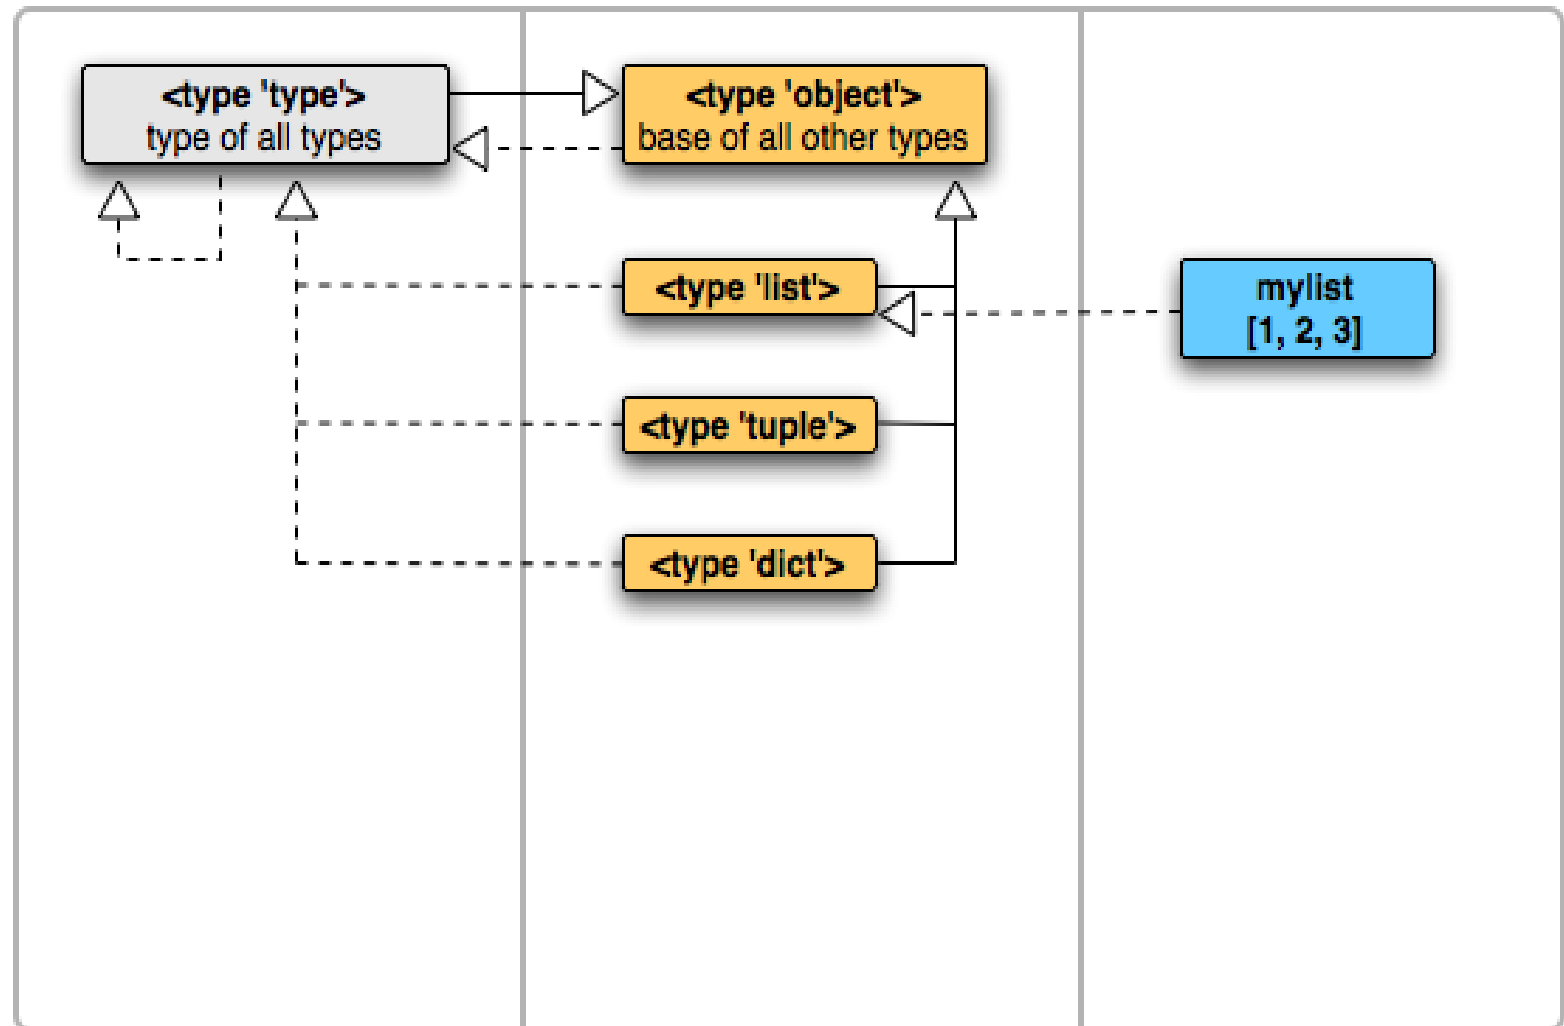 <type 'type'>
type of all types
<type 'object'>
base of all other types
<type 'list'>
mylist
[1, 2, 3]
<type 'tuple'>
<type 'dict'>